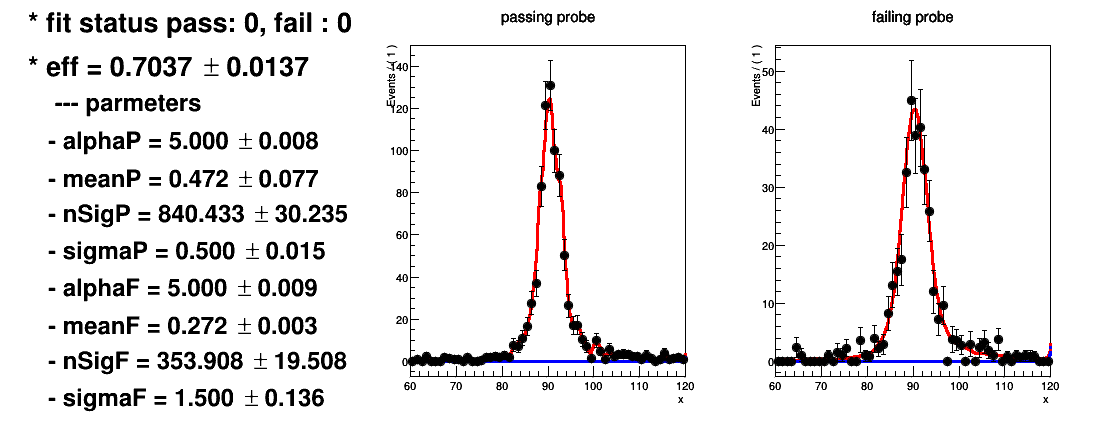 * fit status pass: 0, fail : 0
* eff = 0.7037 ± 0.0137
--- parmeters
- alphaP = 5.000 ± 0.008
- meanP = 0.472 ± 0.077
- nSigP = 840.433 ± 30.235
- sigmaP = 0.500 ± 0.015
- alphaF = 5.000 ± 0.009
- meanF = 0.272 ± 0.003
- nSigF = 353.908 ± 19.508
- sigmaF = 1.500 ± 0.136
passing probe
Events / ( 1 )
140
120
100
80
60
40
20
0
60 70 80 90 100 110 120
x
failing probe
Events / ( 1 )
50
40
30
20
10
0
60 70 80 90 100 110 120
x